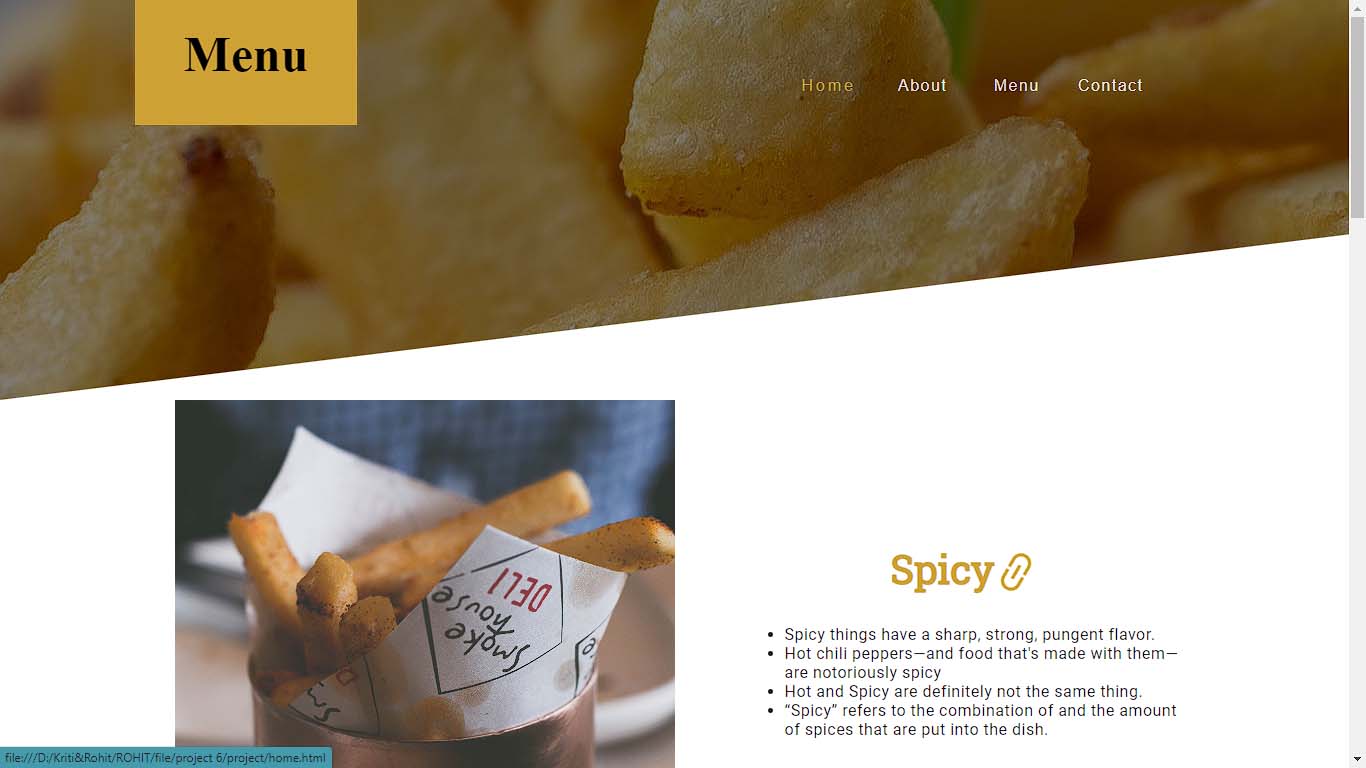 Menu
Home About Menu Contact
DELI
Smoke
house
Spicy
Spicy things have a sharp, strong, pungent flavor.
Hot chili peppers—and food that's made with them—
are notoriously spicy
Hot and Spicy are definitely not the same thing.
“Spicy” refers to the combination of and the amount
of spices that are put into the dish.
file:///D:/Kriti&Rohit/ROHIT/file/project 6/project/home.html